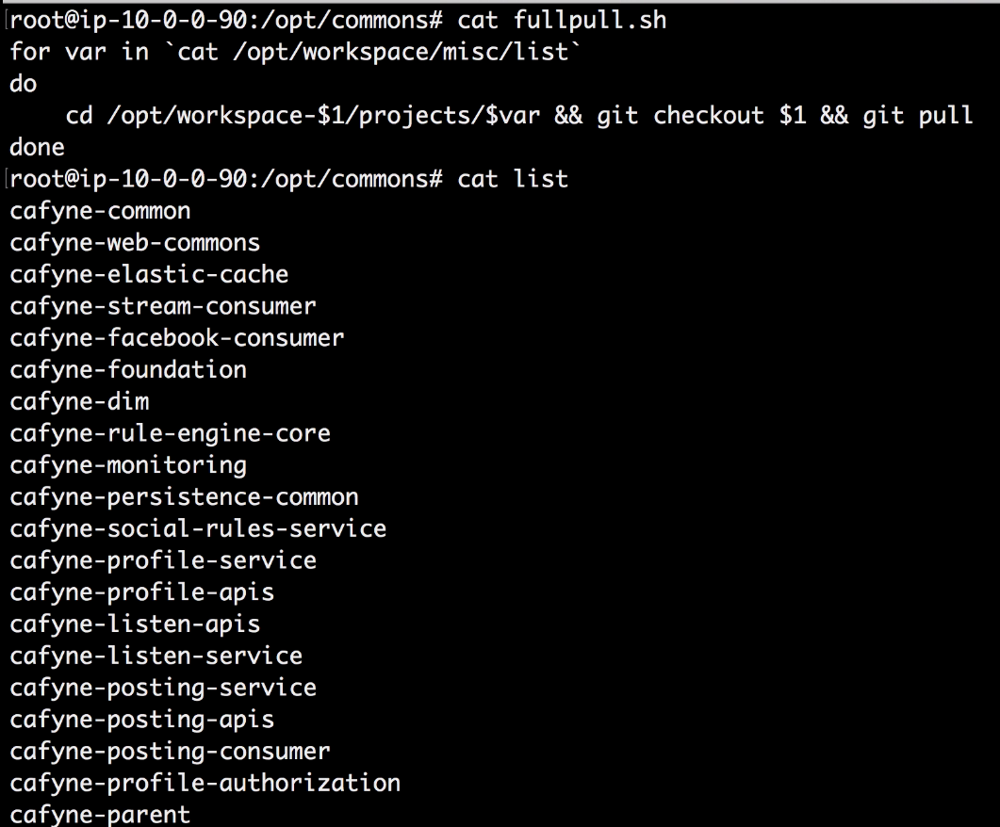 [root@ip-10-0-0-90:/opt/commons# cat fullpull.sh
for var in `cat /opt/workspace/misc/list`
do
    cd /opt/workspace-$1/projects/$var && git checkout $1 && git pull
done
[root@ip-10-0-0-90:/opt/commons# cat list
cafyne-common
cafyne-web-commons
cafyne-elastic-cache
cafyne-stream-consumer
cafyne-facebook-consumer
cafyne-foundation
cafyne-dim
cafyne-rule-engine-core
cafyne-monitoring
cafyne-persistence-common
cafyne-social-rules-service
cafyne-profile-service
cafyne-profile-apis
cafyne-listen-apis
cafyne-listen-service
cafyne-posting-service
cafyne-posting-apis
cafyne-posting-consumer
cafyne-profile-authorization
cafyne-parent